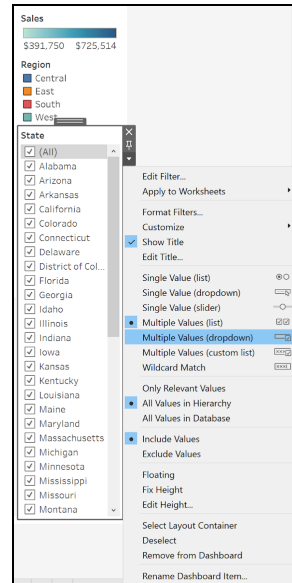 Sales
$391,750 $725,514
Region
Central
East
South
West
State
(All)
Alabama
Arizona
Arkansas
California
Colorado
Connecticut
Delaware
District of Col...
Florida
Georgia
Idaho
Illinois
Indiana
Iowa
Kansas
Kentucky
Louisiana
Maine
Maryland
Massachusetts
Michigan
Minnesota
Mississippi
Missouri
Montana
Edit Filter...
Apply to Worksheets
Format Filters...
Customize
Show Title
Edit Title...
Single Value (list)
Single Value (dropdown)
Single Value (slider)
Multiple Values (list)
Multiple Values (dropdown)
Multiple Values (custom list)
Wildcard Match
Only Relevant Values
All Values in Hierarchy
All Values in Database
Include Values
Exclude Values
Floating
Fix Height
Edit Height...
Select Layout Container
Deselect
Remove from Dashboard
Rename Dashboard Item...